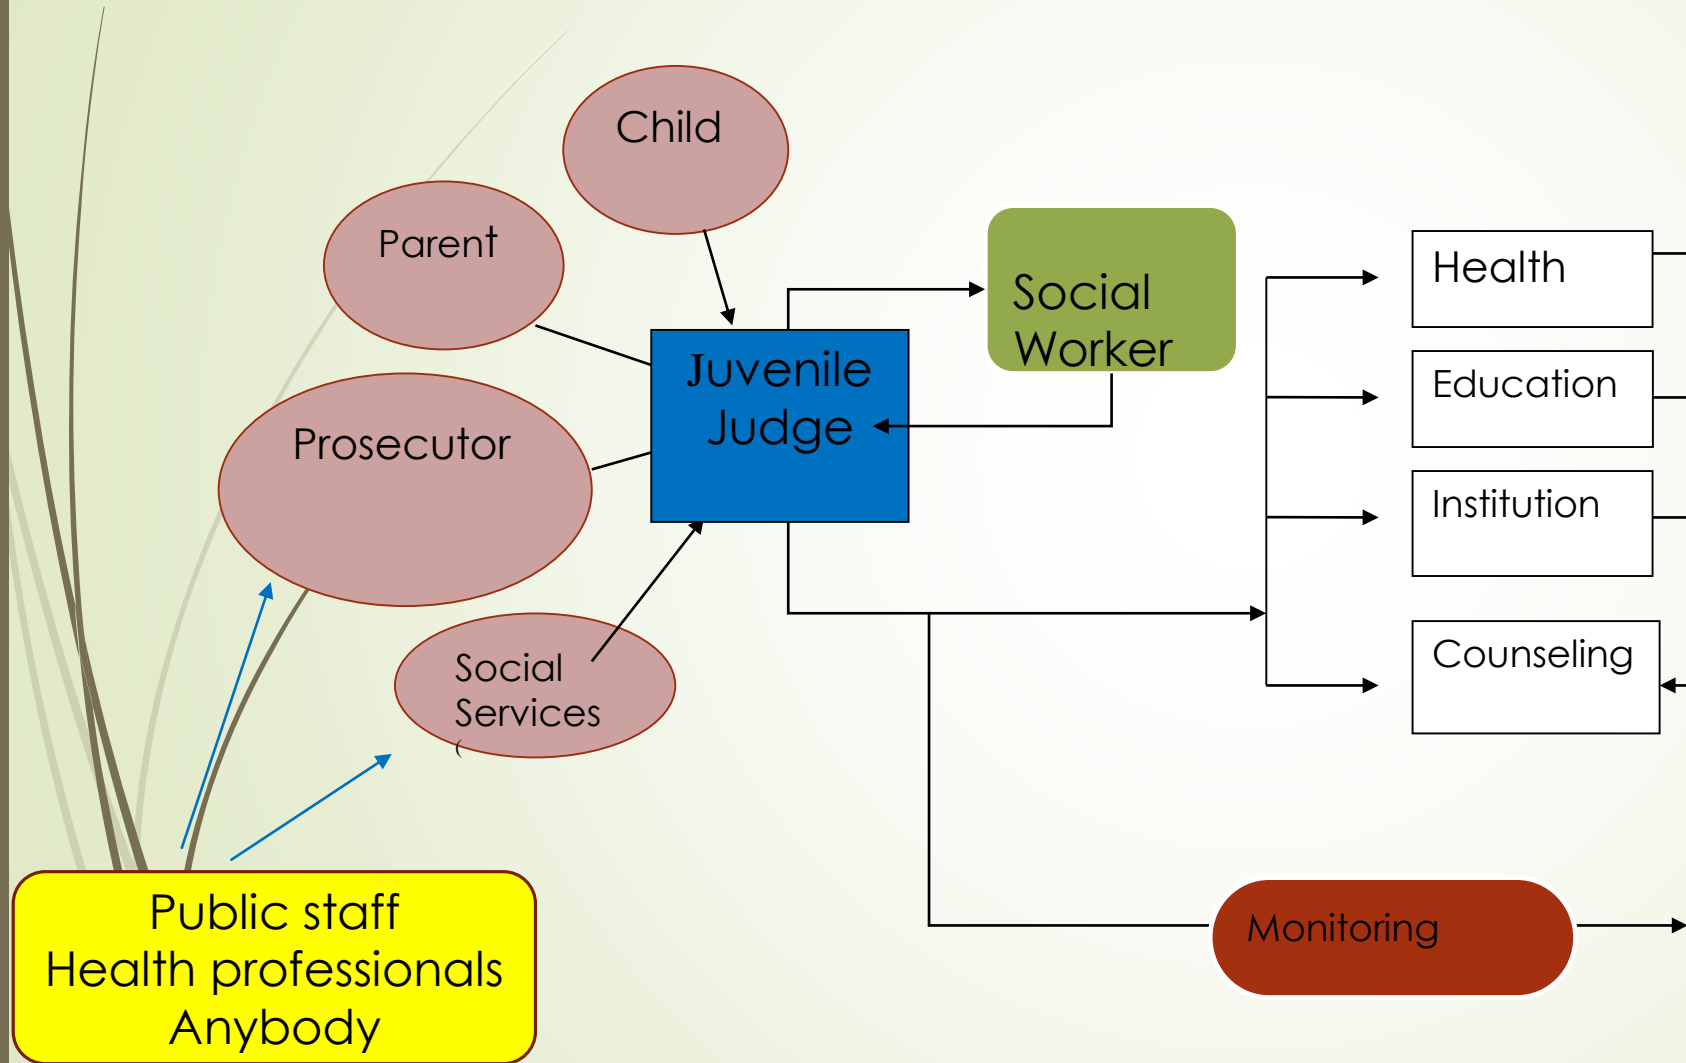 Child
Parent
Prosecutor
Social
Services
(
Juvenile
Judge
Social
Worker
Health
Education
Institution
Counseling
Monitoring
Public staff
Health professionals
Anybody